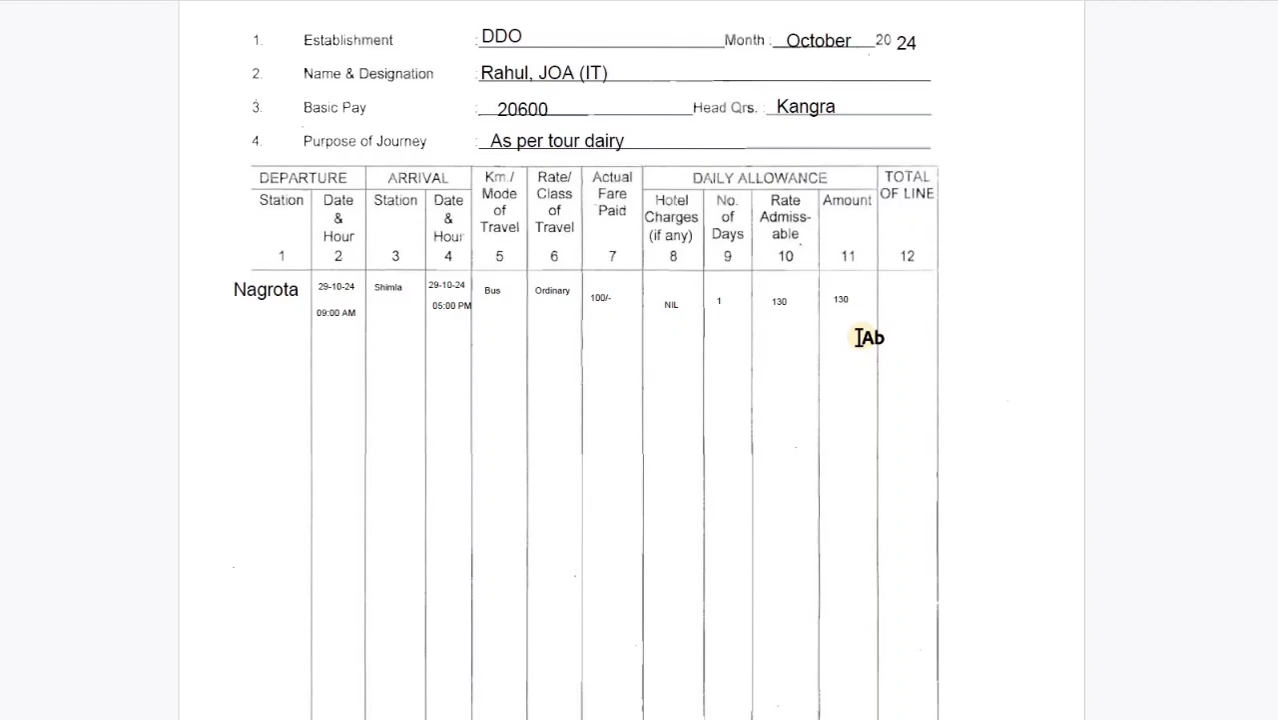 1. Establishment : DDO Month : October 20 24
2. Name & Designation : Rahul, JOA (IT)
3. Basic Pay : 20600 Head Qrs. : Kangra
4. Purpose of Journey : As per tour dairy
DEPARTURE ARRIVAL Km./ Mode of Travel Rate/ Class of Travel Actual Fare Paid DAILY ALLOWANCE TOTAL OF LINE
Station Date & Hour Station Date & Hour Hotel Charges (if any) No. of Days Rate Admiss- able Amount
1 2 3 4 5 6 7 8 9 10 11 12
Nagrota 29-10-24 09:00 AM Shimla 29-10-24 05:00 PM Bus Ordinary 100/- NIL 1 130 130
Ab